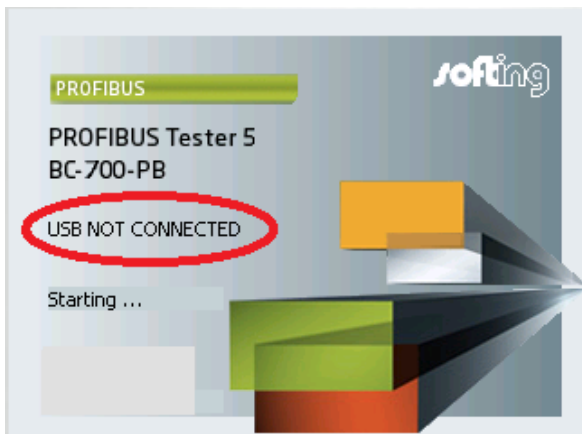 PROFIBUS
softing
PROFIBUS Tester 5
BC-700-PB
USB NOT CONNECTED
Starting ...